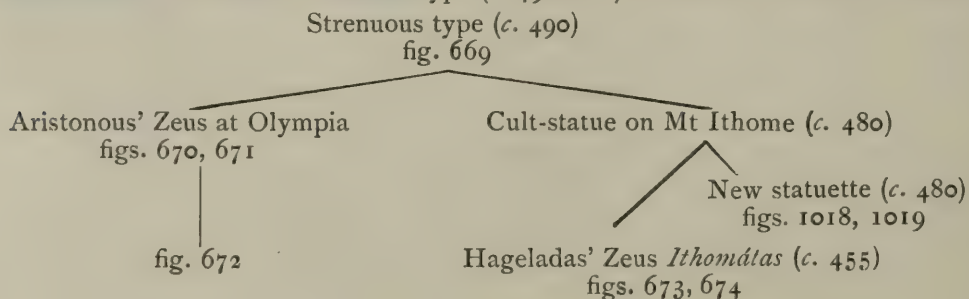 Strenuous type (c. 490)
fig. 669
Aristonous' Zeus at Olympia
figs. 670, 671
Cult-statue on Mt Ithome (c. 480)
New statuette (c. 480)
figs. 1018, 1019
fig. 672
Hageladas' Zeus Ithomátas (c. 455)
figs. 673, 674